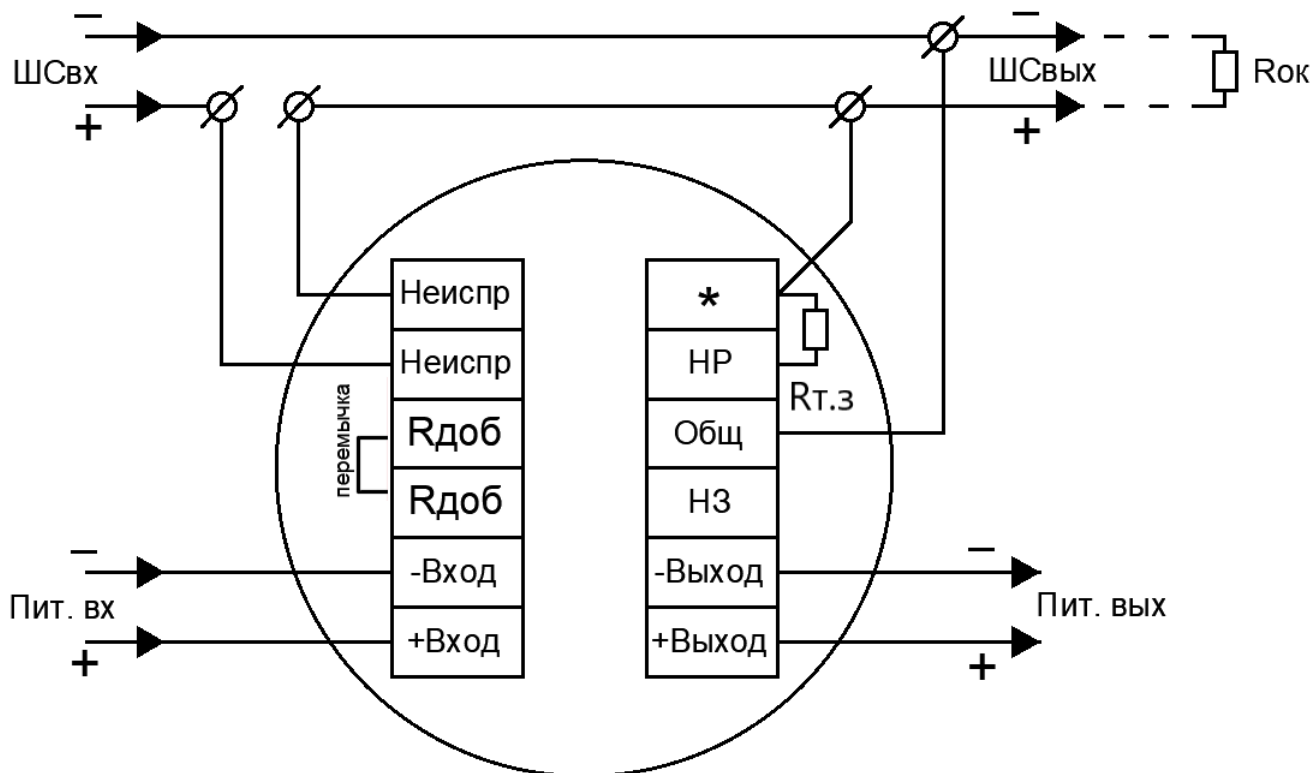 −
−
ШСвх
ШСвых
Rок
+
+
Неиспр
*
Неиспр
НР
Rт.з
перемычка
Rдоб
Общ
Rдоб
НЗ
−
−
-Вход
-Выход
Пит. вх
Пит. вых
+Вход
+Выход
+
+